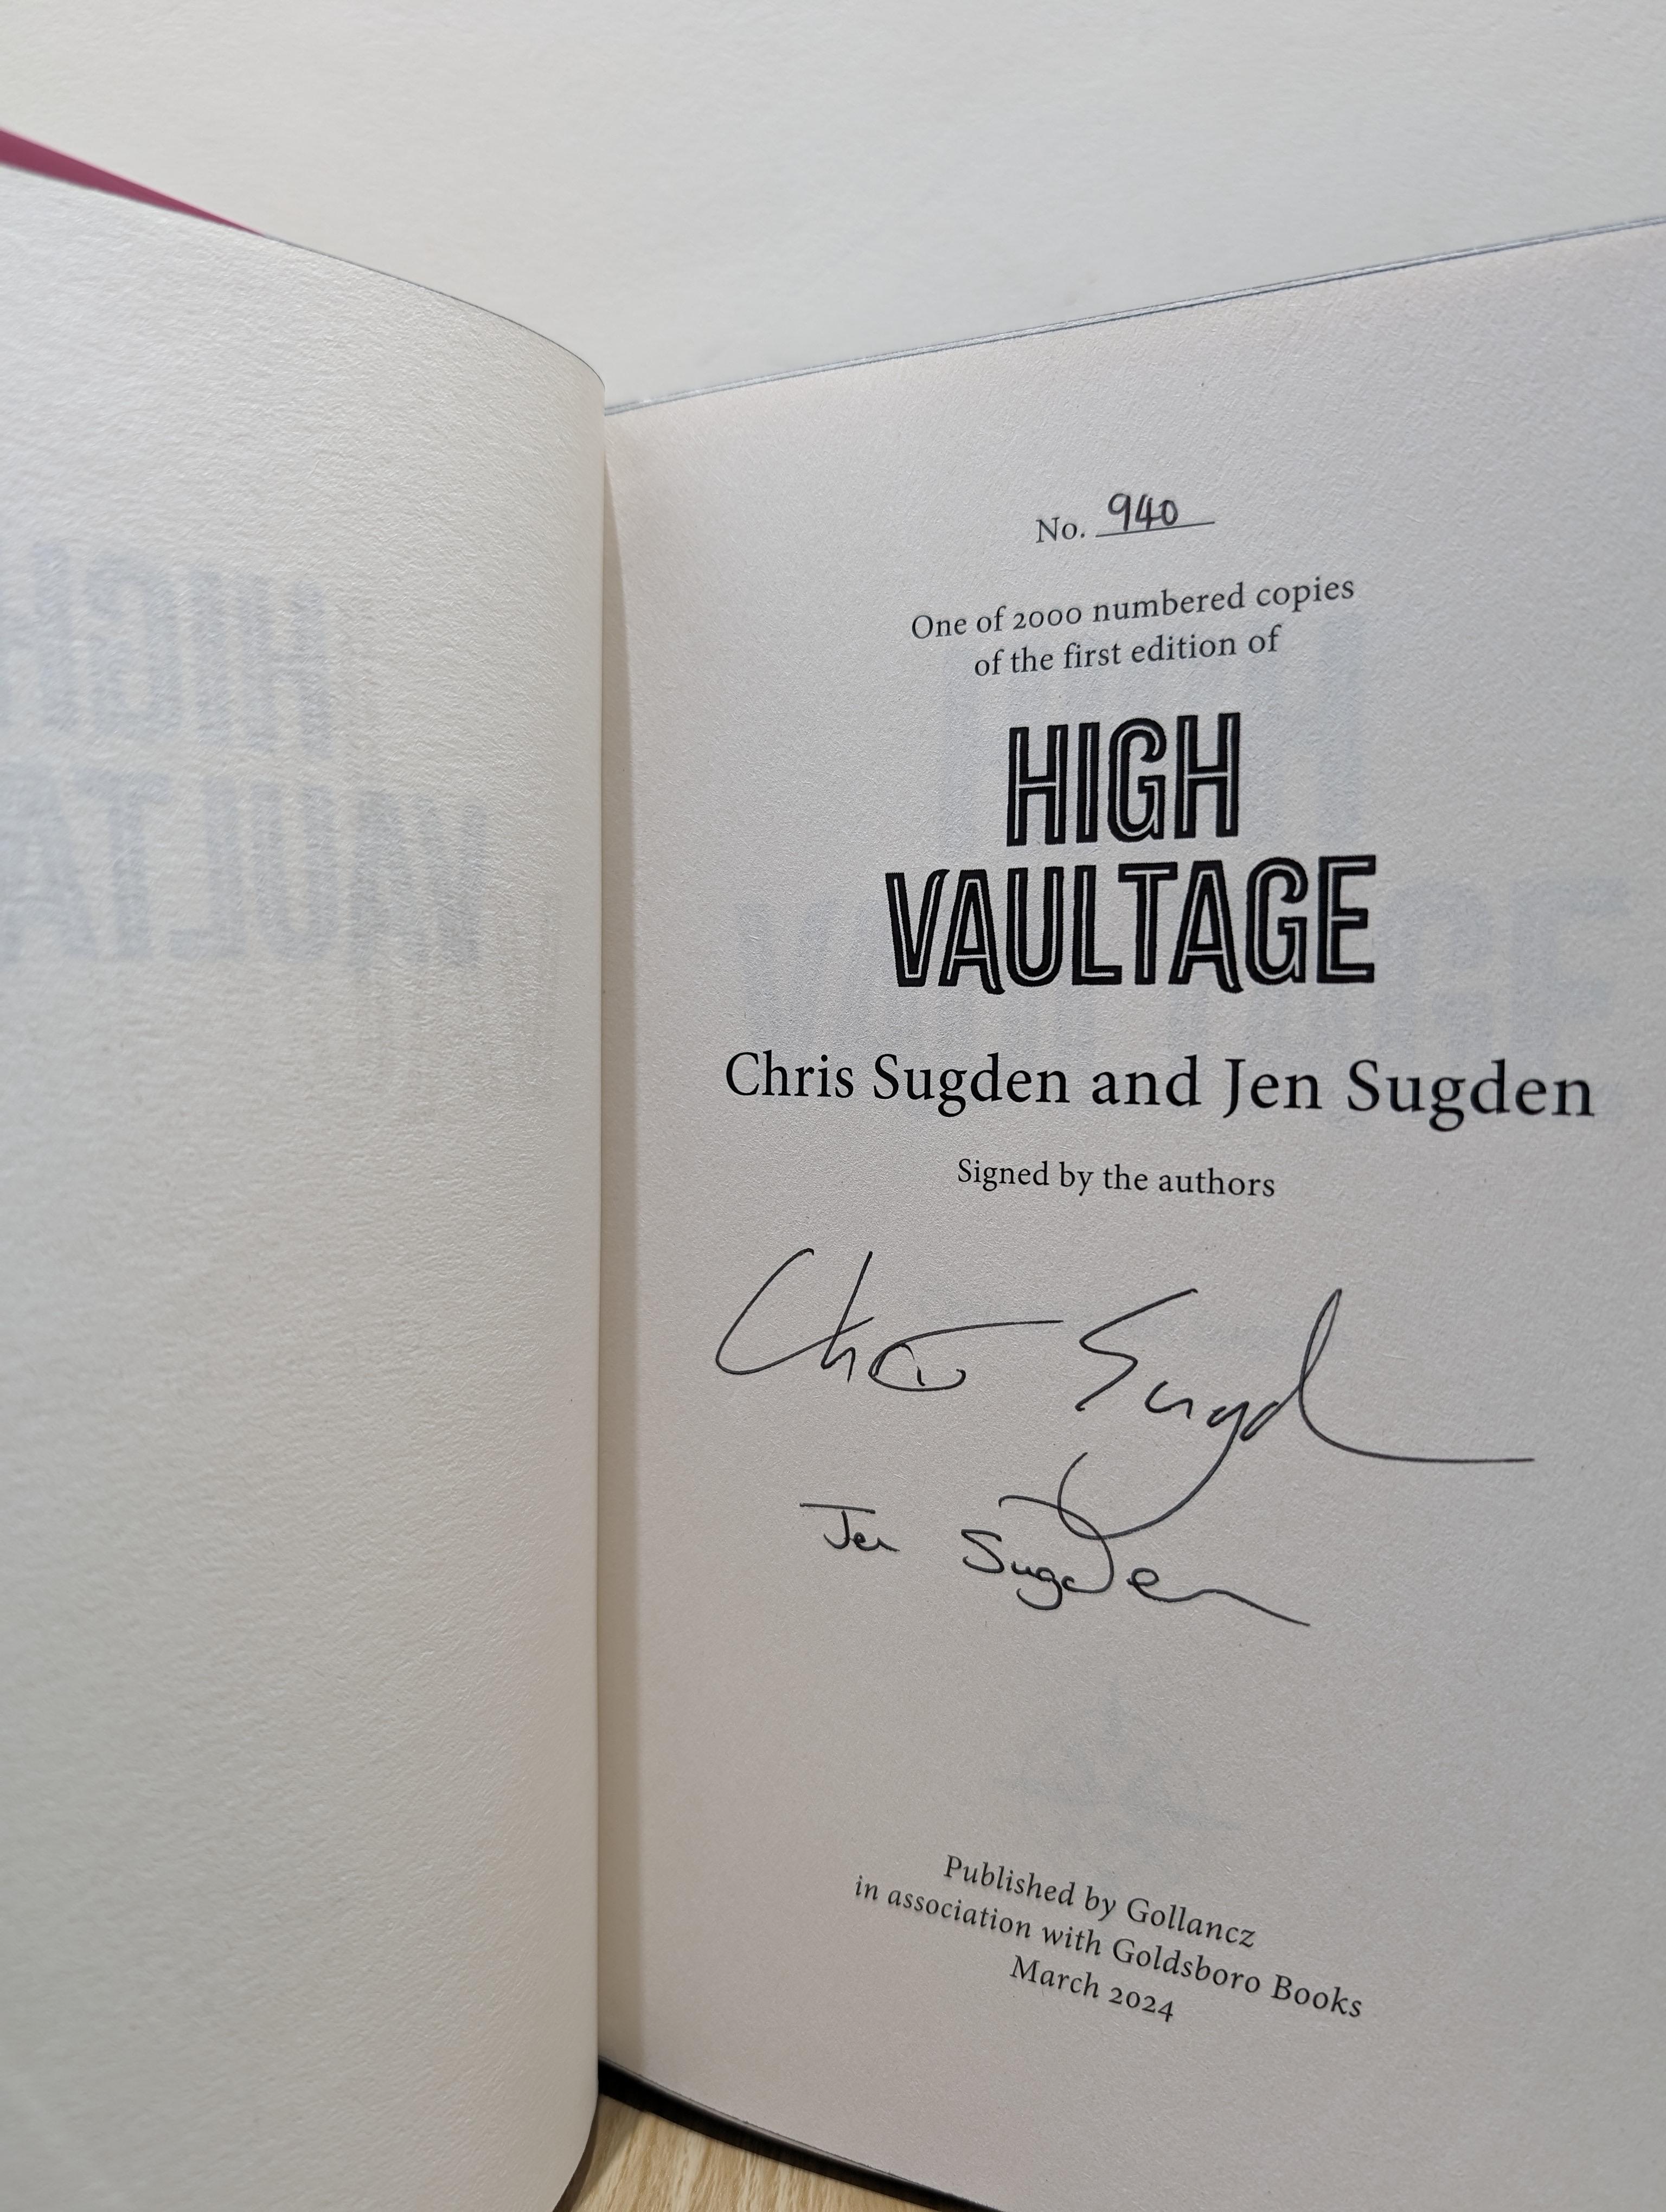 No. 940
One of 2000 numbered copies
of the first edition of
HIGH
VAULTAGE
Chris Sugden and Jen Sugden
Signed by the authors
Chris Sugd
Jen Sugden
Published by Gollancz
in association with Goldsboro Books
March 2024